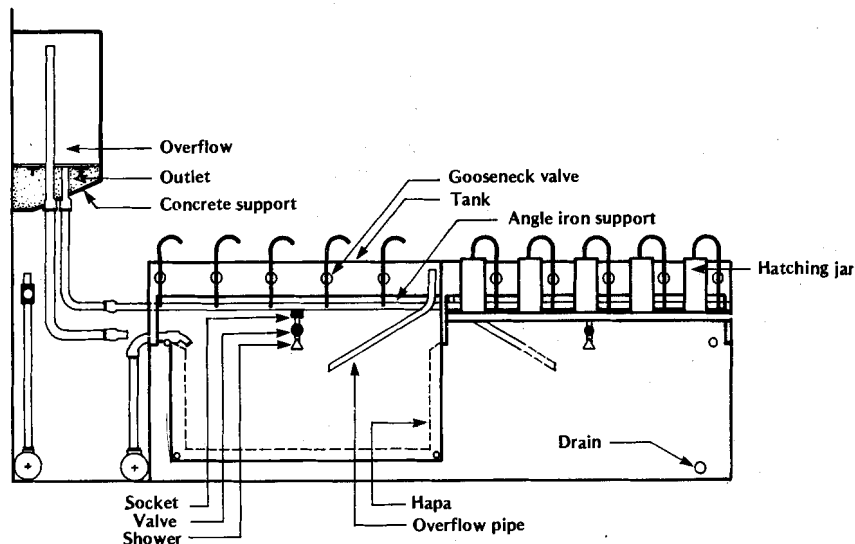 Overflow
Outlet
Concrete support
Gooseneck valve
Tank
Angle iron support
Hatching jar
Drain
Socket
Valve
Shower
Hapa
Overflow pipe